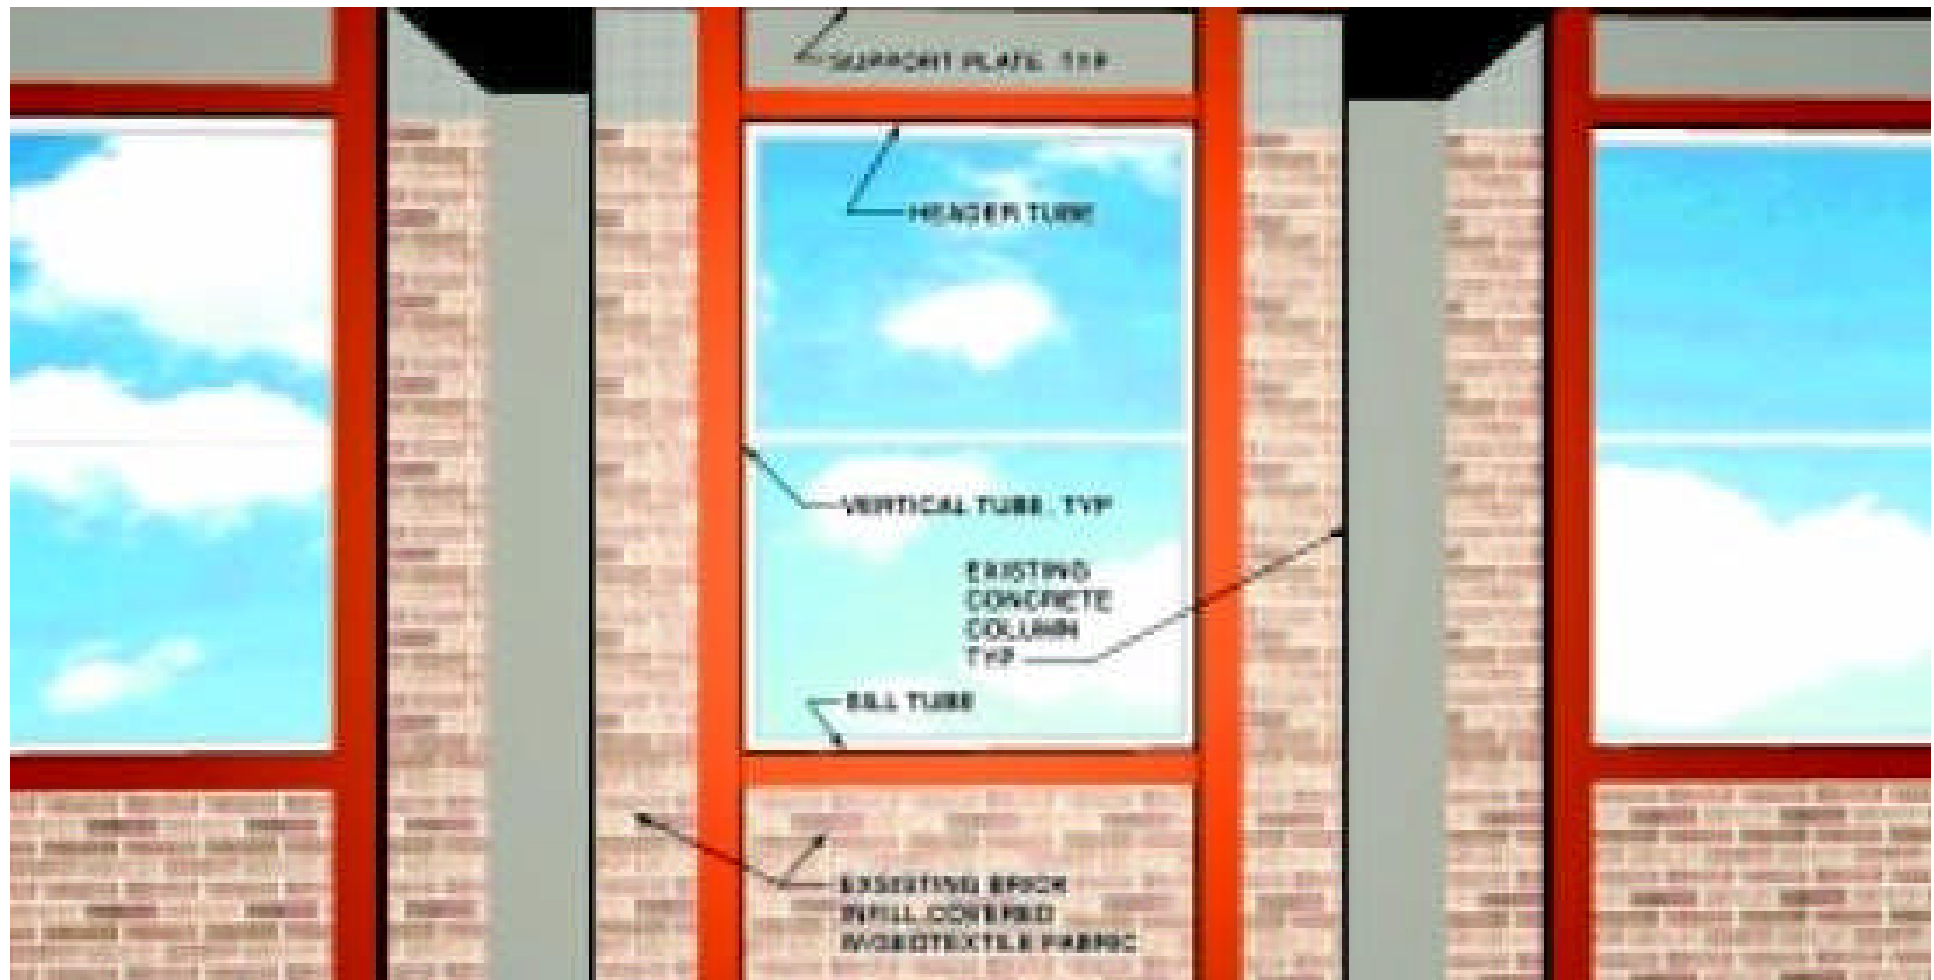 SUPPORT PLATE, TYP
HEADER TUBE
VERTICAL TUBE, TYP
EXISTING
CONCRETE
COLUMN
TYP
SILL TUBE
EXSISTING BRICK
INFILL COVERED
W/GEOTEXTILE FABRIC